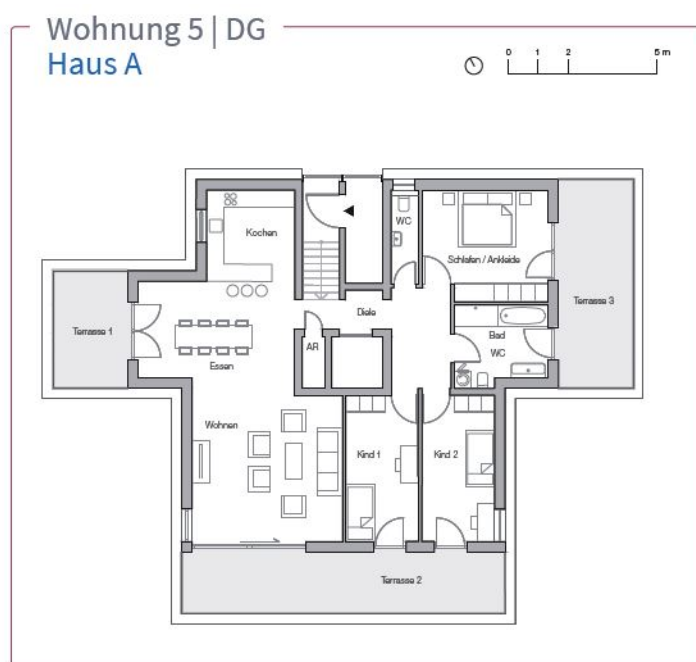 Wohnung 5 | DG
Haus A
0 1 2 5 m
Kochen
WC
Schlafen / Ankleide
Terrasse 1
Diele
Terrasse 3
Essen
AR
Bad
WC
Wohnen
Kind 1
Kind 2
Terrasse 2